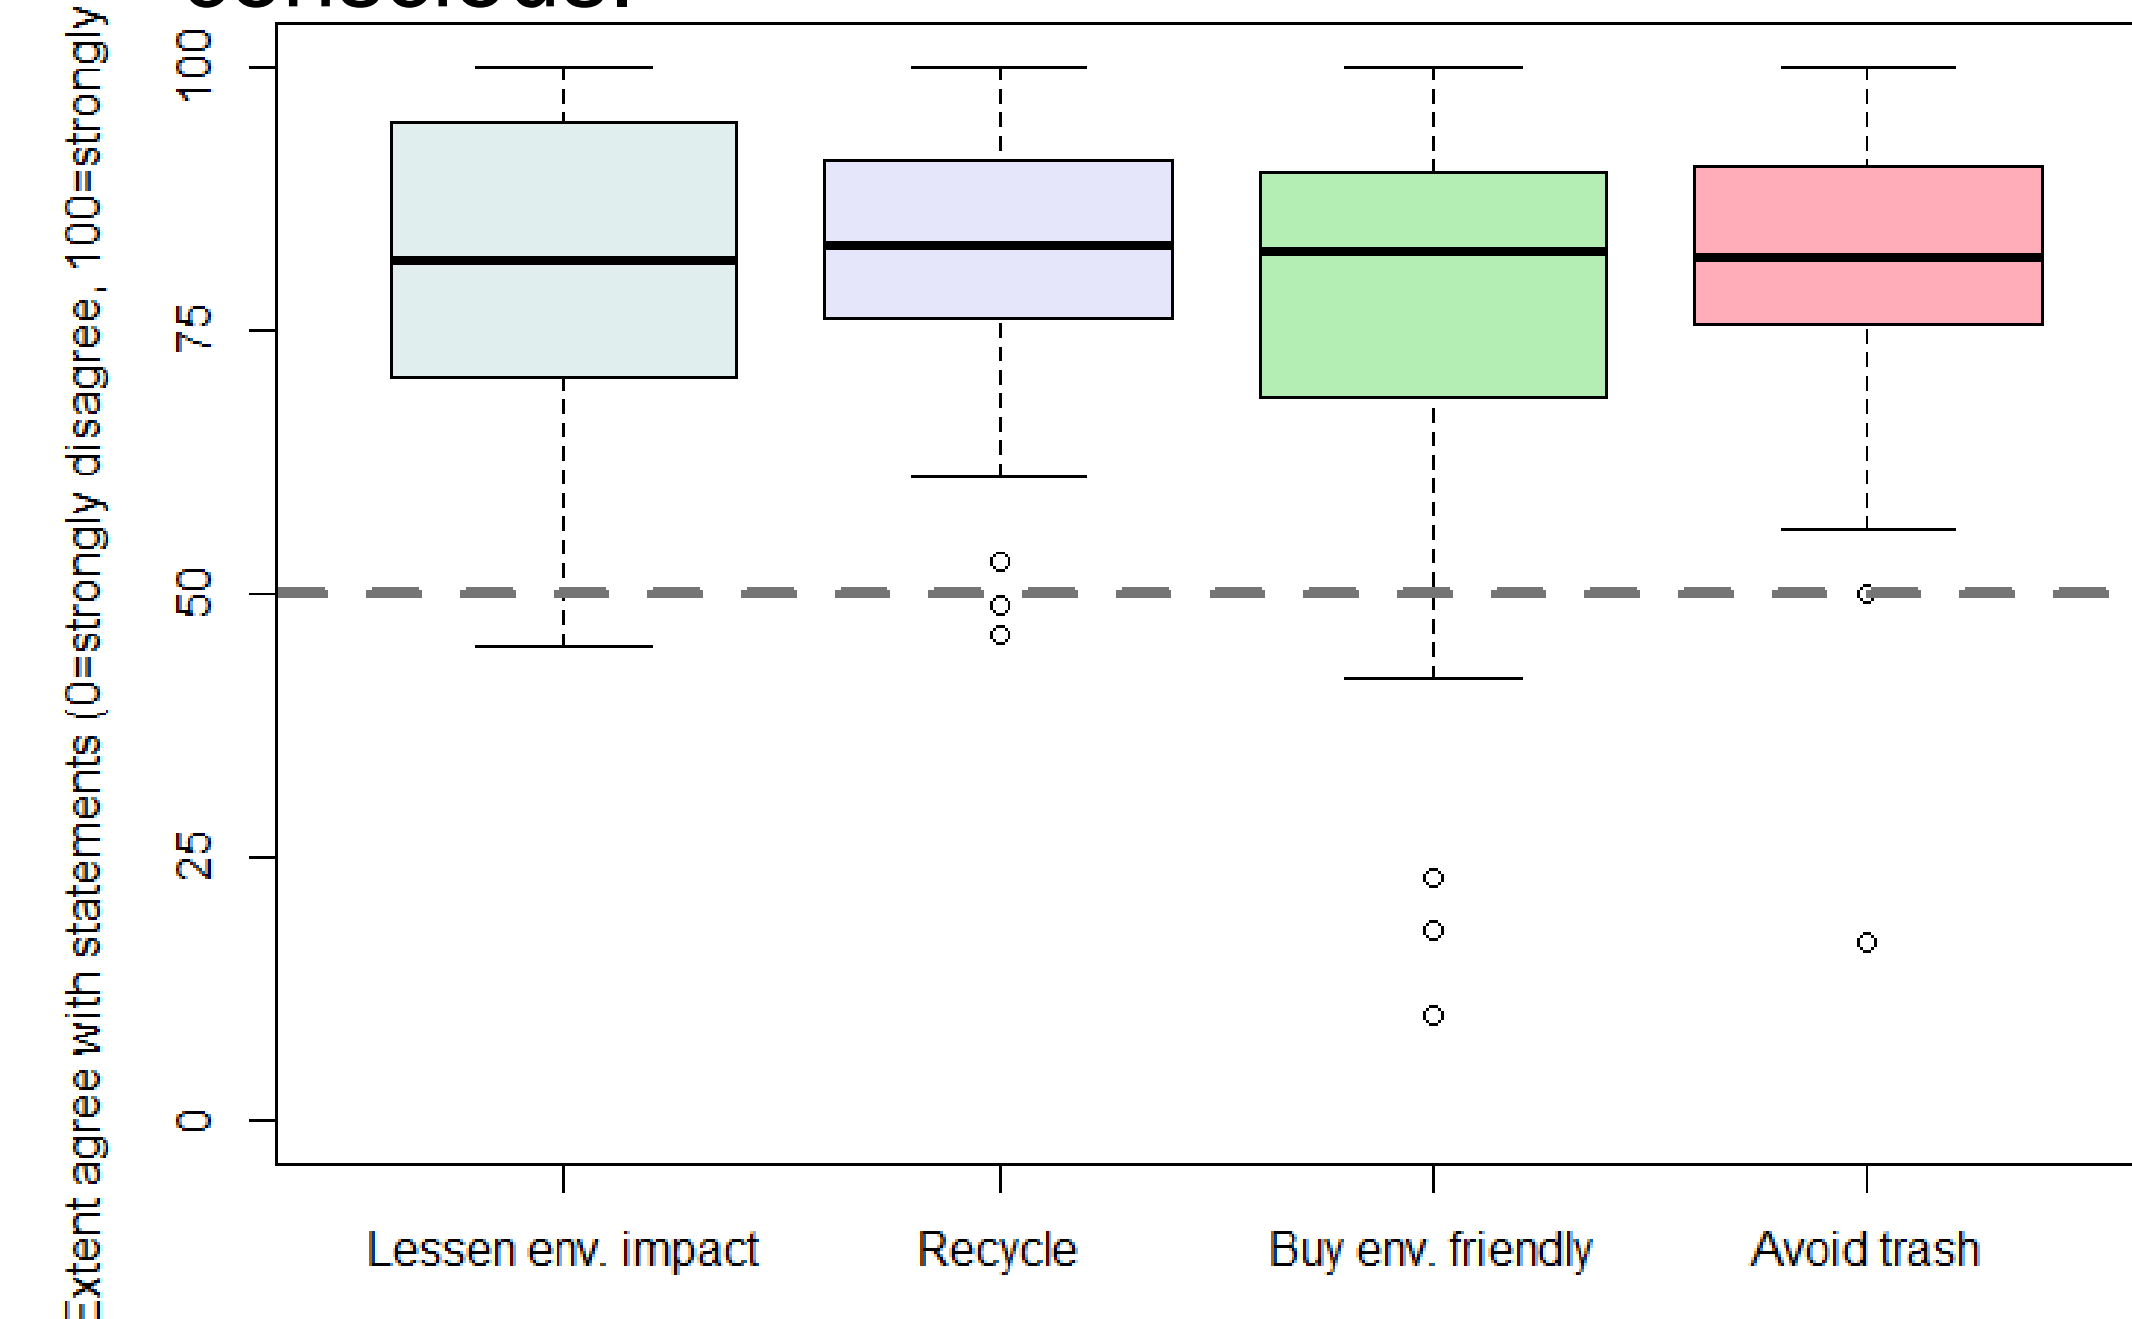 conscious.
Extent agree with statements (0=strongly disagree, 100=strongly
100
75
50
25
0
Lessen env. impact
Recycle
Buy env. friendly
Avoid trash